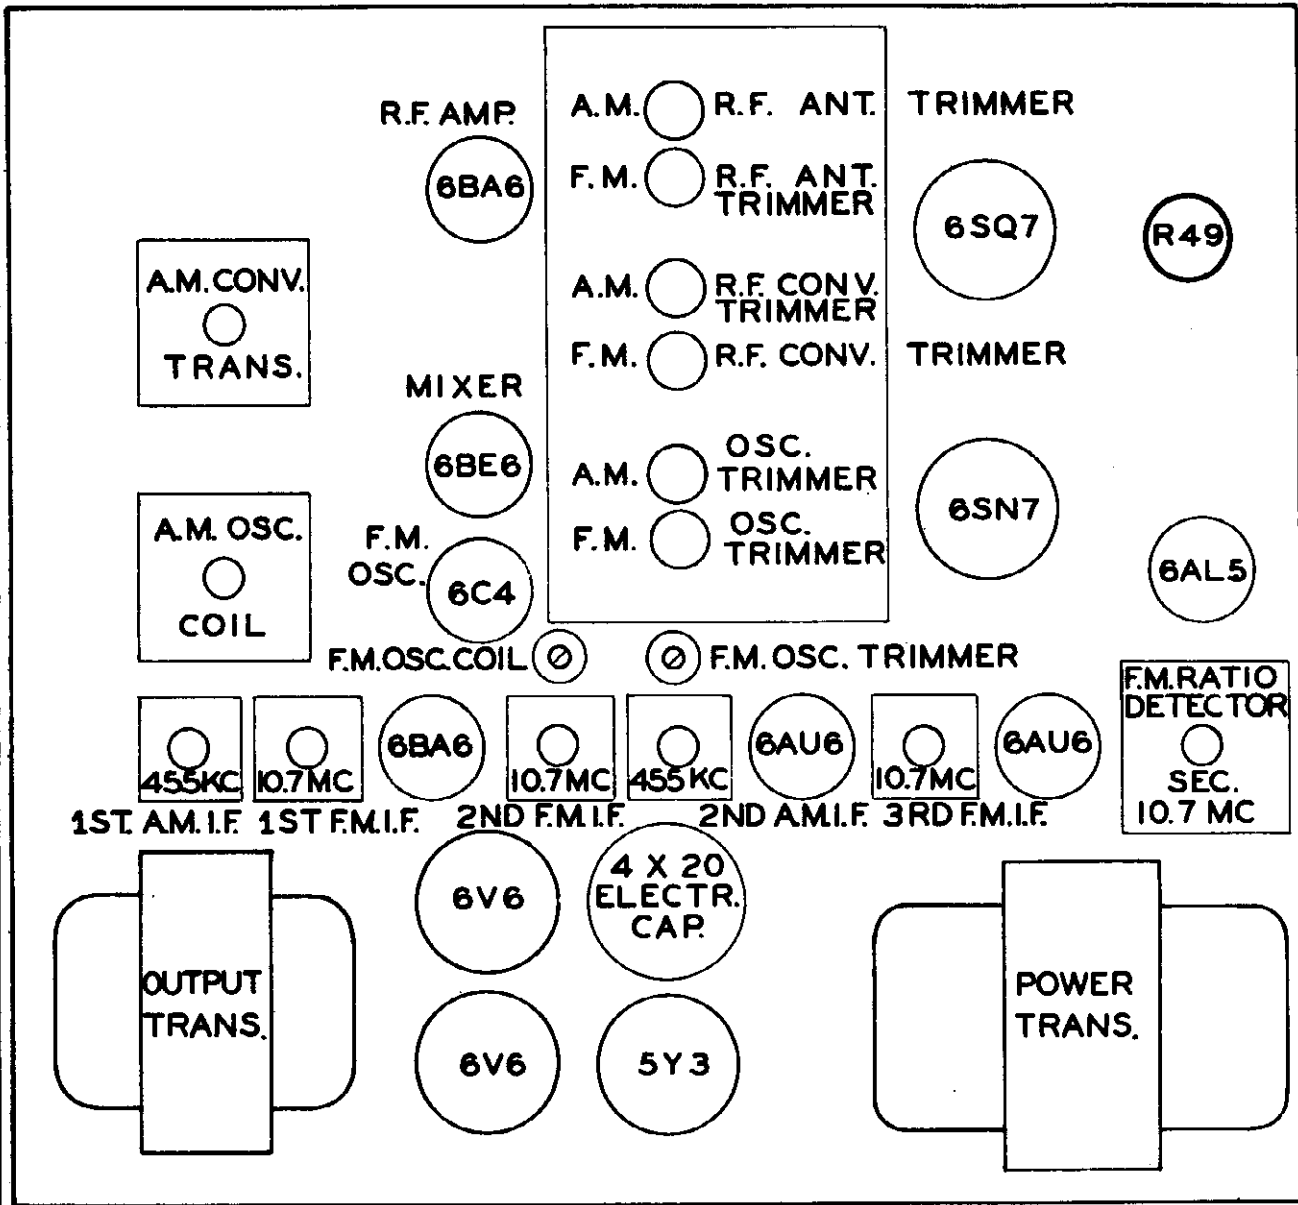 R.F. AMP.
6BA6
A.M. R.F. ANT. TRIMMER
F.M. R.F. ANT.
TRIMMER
6SQ7
R49
A.M. CONV.
TRANS.
A.M. R.F. CONV.
TRIMMER
F.M. R.F. CONV. TRIMMER
MIXER
6BE6
A.M. OSC.
TRIMMER
F.M. OSC.
TRIMMER
6SN7
6AL5
A.M. OSC.
COIL
F.M.
OSC.
6C4
F.M. OSC. COIL
F.M. OSC. TRIMMER
F.M. RATIO
DETECTOR
SEC.
10.7 MC
455KC
10.7MC
6BA6
10.7MC
455KC
6AU6
10.7MC
6AU6
1ST. A.M. I.F. 1ST F.M. I.F. 2ND F.M. I.F. 2ND A.M. I.F. 3RD F.M. I.F.
OUTPUT
TRANS.
6V6
4 X 20
ELECTR.
CAP.
6V6
5Y3
POWER
TRANS.